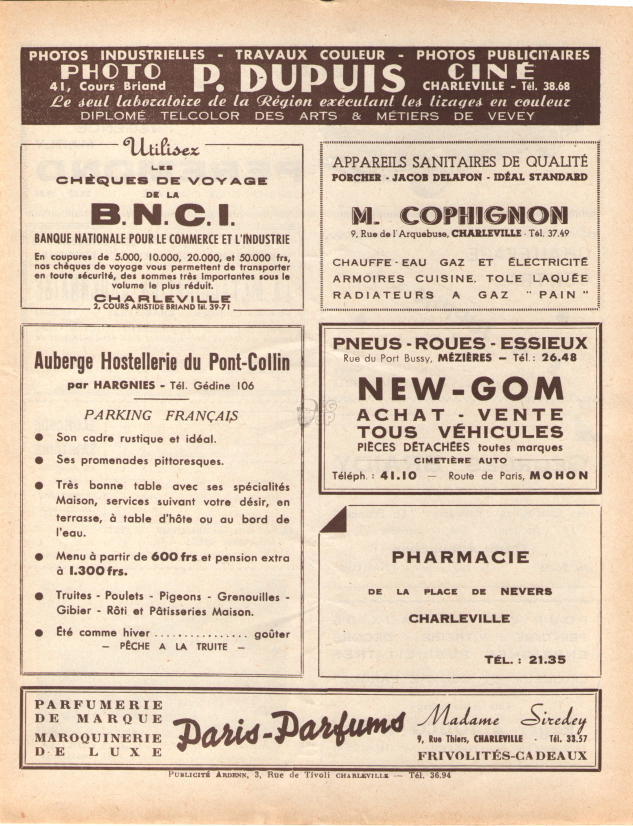 PHOTOS INDUSTRIELLES - TRAVAUX COULEUR - PHOTOS PUBLICITAIRES
PHOTO P. DUPUIS CINÉ
41, Cours Briand CHARLEVILLE - Tél. 38.68
Le seul laboratoire de la Région exécutant les tirages en couleur
DIPLOMÉ TELCOLOR DES ARTS & MÉTIERS DE VEVEY
Utilisez
LES
CHÈQUES DE VOYAGE
DE LA
B.N.C.I.
BANQUE NATIONALE POUR LE COMMERCE ET L'INDUSTRIE
En coupures de 5.000, 10.000, 20.000, et 50.000 frs,
nos chèques de voyage vous permettent de transporter
en toute sécurité, des sommes très importantes sous le
volume le plus réduit.
CHARLEVILLE
2, COURS ARISTIDE BRIAND Tél. 39-71
APPAREILS SANITAIRES DE QUALITÉ
PORCHER - JACOB DELAFON - IDÉAL STANDARD
M. COPHIGNON
9, Rue de l'Arquebuse, CHARLEVILLE - Tél. 37.49
CHAUFFE-EAU GAZ ET ÉLECTRICITÉ
ARMOIRES CUISINE. TOLE LAQUÉE
RADIATEURS A GAZ " PAIN "
Auberge Hostellerie du Pont-Collin
par HARGNIES - Tél. Gédine 106
PARKING FRANÇAIS
● Son cadre rustique et idéal.
● Ses promenades pittoresques.
● Très bonne table avec ses spécialités
Maison, services suivant votre désir, en
terrasse, à table d'hôte ou au bord de
l'eau.
● Menu à partir de 600 frs et pension extra
à 1.300 frs.
● Truites - Poulets - Pigeons - Grenouilles -
Gibier - Rôti et Pâtisseries Maison.
● Été comme hiver ................ goûter
— PÊCHE A LA TRUITE —
PNEUS - ROUES - ESSIEUX
Rue du Port Bussy, MÉZIÈRES — Tél. : 26.48
NEW-GOM
ACHAT - VENTE
TOUS VÉHICULES
PIÈCES DÉTACHÉES toutes marques
CIMETIÈRE AUTO
Téléph. : 41.10 — Route de Paris, MOHON
PHARMACIE
DE LA PLACE DE NEVERS
CHARLEVILLE
TÉL. : 21.35
PARFUMERIE
DE MARQUE
MAROQUINERIE
DE LUXE
Paris-Parfums
Madame Siredey
9, Rue Thiers, CHARLEVILLE - Tél. 33.57
FRIVOLITÉS-CADEAUX
PUBLICITÉ ARDENN, 3, Rue de Tivoli CHARLEVILLE — Tél. 36.94